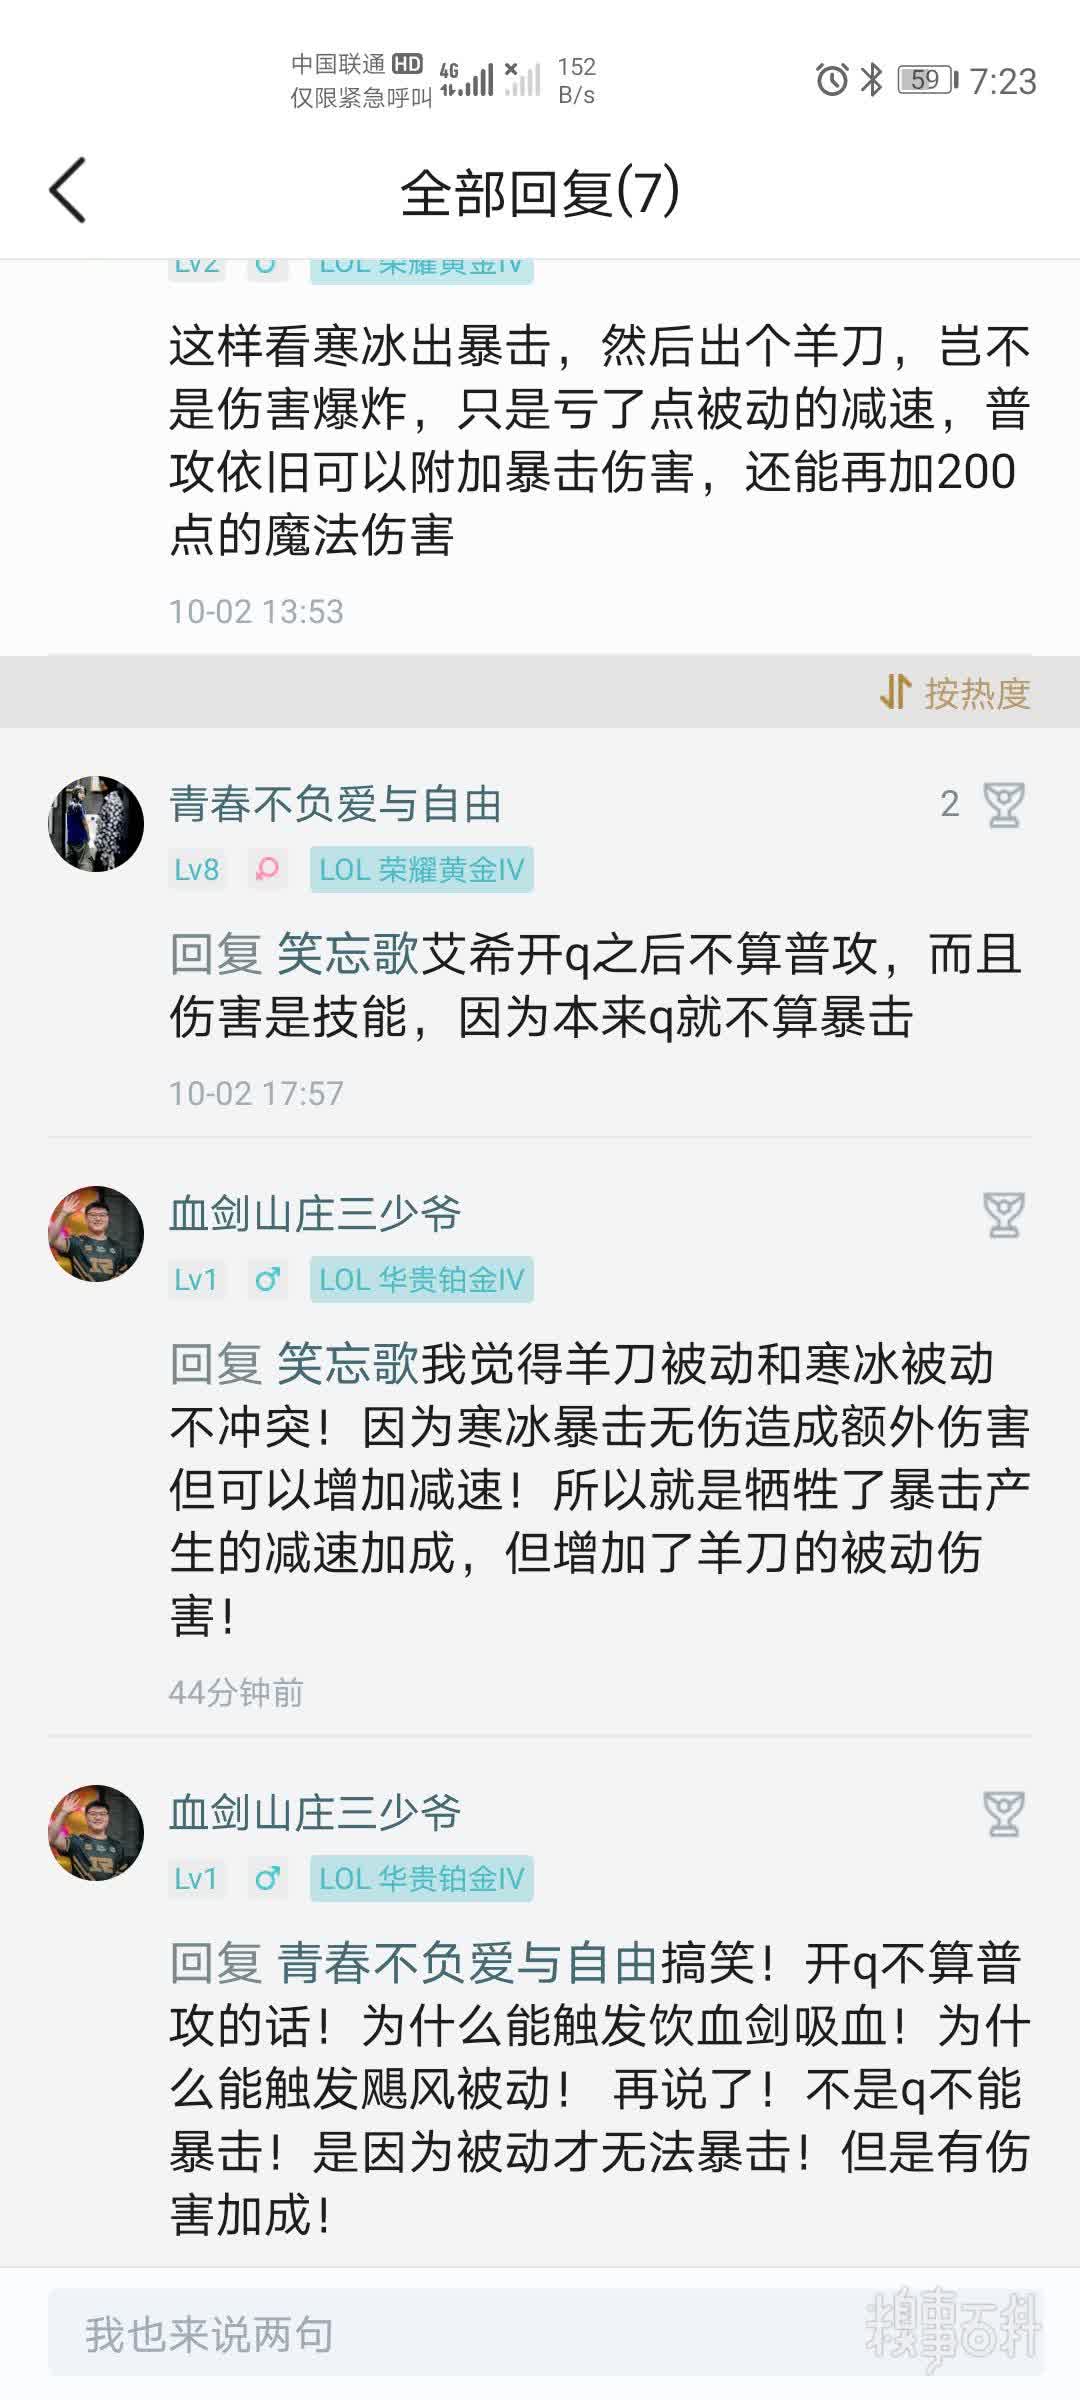 中国联通 HD 4G 152
仅限紧急呼叫 B/s 59 7:23
全部回复(7)
Lv2 LOL 荣耀黄金IV
这样看寒冰出暴击，然后出个羊刀，岂不
是伤害爆炸，只是亏了点被动的减速，普
攻依旧可以附加暴击伤害，还能再加200
点的魔法伤害
10-02 13:53
按热度
青春不负爱与自由 2
Lv8 LOL 荣耀黄金IV
回复 笑忘歌艾希开q之后不算普攻，而且
伤害是技能，因为本来q就不算暴击
10-02 17:57
血剑山庄三少爷
Lv1 LOL 华贵铂金IV
回复 笑忘歌我觉得羊刀被动和寒冰被动
不冲突！因为寒冰暴击无伤造成额外伤害
但可以增加减速！所以就是牺牲了暴击产
生的减速加成，但增加了羊刀的被动伤
害！
44分钟前
血剑山庄三少爷
Lv1 LOL 华贵铂金IV
回复 青春不负爱与自由搞笑！开q不算普
攻的话！为什么能触发饮血剑吸血！为什
么能触发飓风被动！ 再说了！不是q不能
暴击！是因为被动才无法暴击！但是有伤
害加成！
我也来说两句
糗事百科